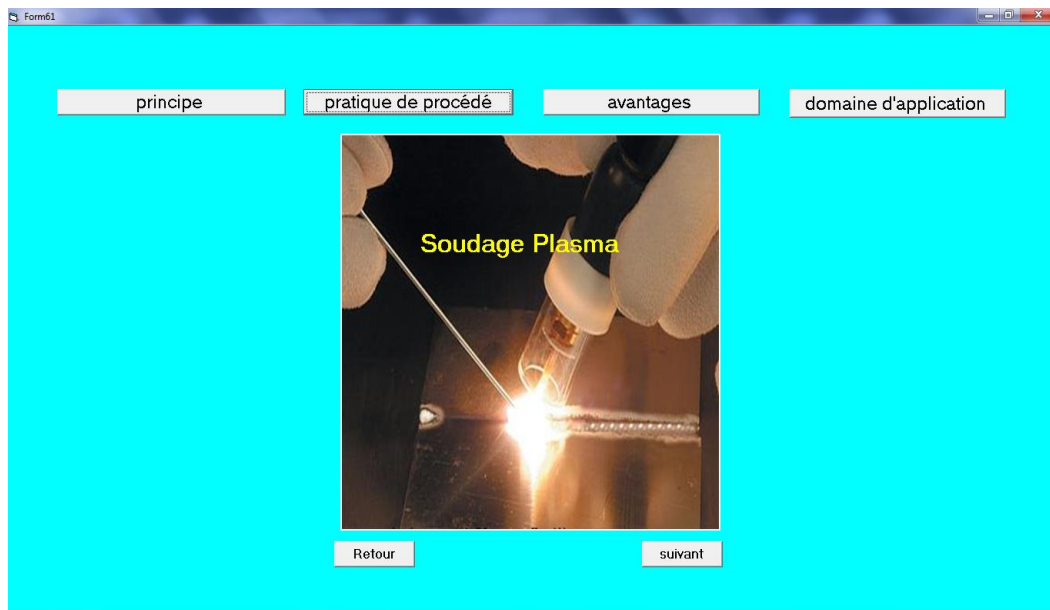 Form61
principe
pratique de procédé
avantages
domaine d'application
Soudage Plasma
Retour
suivant